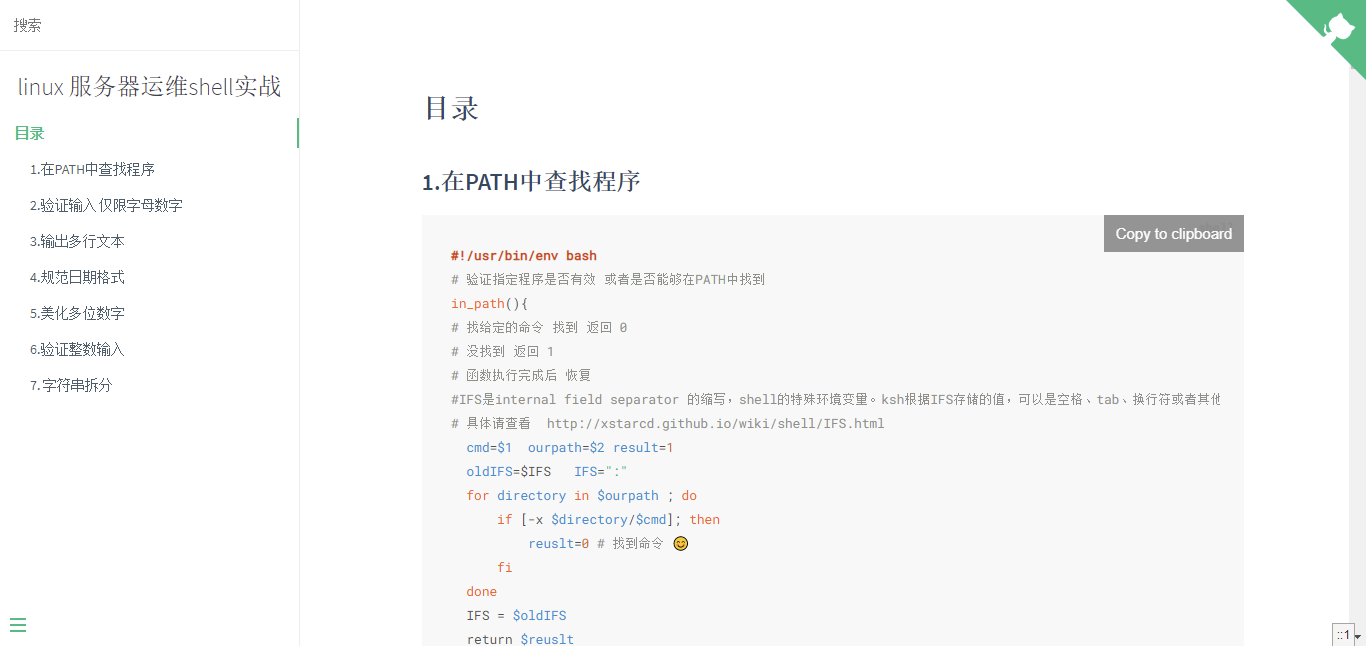 搜索
linux 服务器运维shell实战
目录
1.在PATH中查找程序
2.验证输入 仅限字母数字
3.输出多行文本
4.规范日期格式
5.美化多位数字
6.验证整数输入
7. 字符串拆分
目录
1.在PATH中查找程序
Copy to clipboard
#!/usr/bin/env bash
# 验证指定程序是否有效 或者是否能够在PATH中找到
in_path(){
# 找给定的命令 找到 返回 0
# 没找到 返回 1
# 函数执行完成后 恢复
#IFS是internal field separator 的缩写，shell的特殊环境变量。ksh根据IFS存储的值，可以是空格、tab、换行符或者其他
# 具体请查看  http://xstarcd.github.io/wiki/shell/IFS.html
cmd=$1  ourpath=$2 result=1
oldIFS=$IFS   IFS=":"
for directory in $ourpath ; do
if [-x $directory/$cmd]; then
reuslt=0 # 找到命令 😊
fi
done
IFS = $oldIFS
return $reuslt
::1